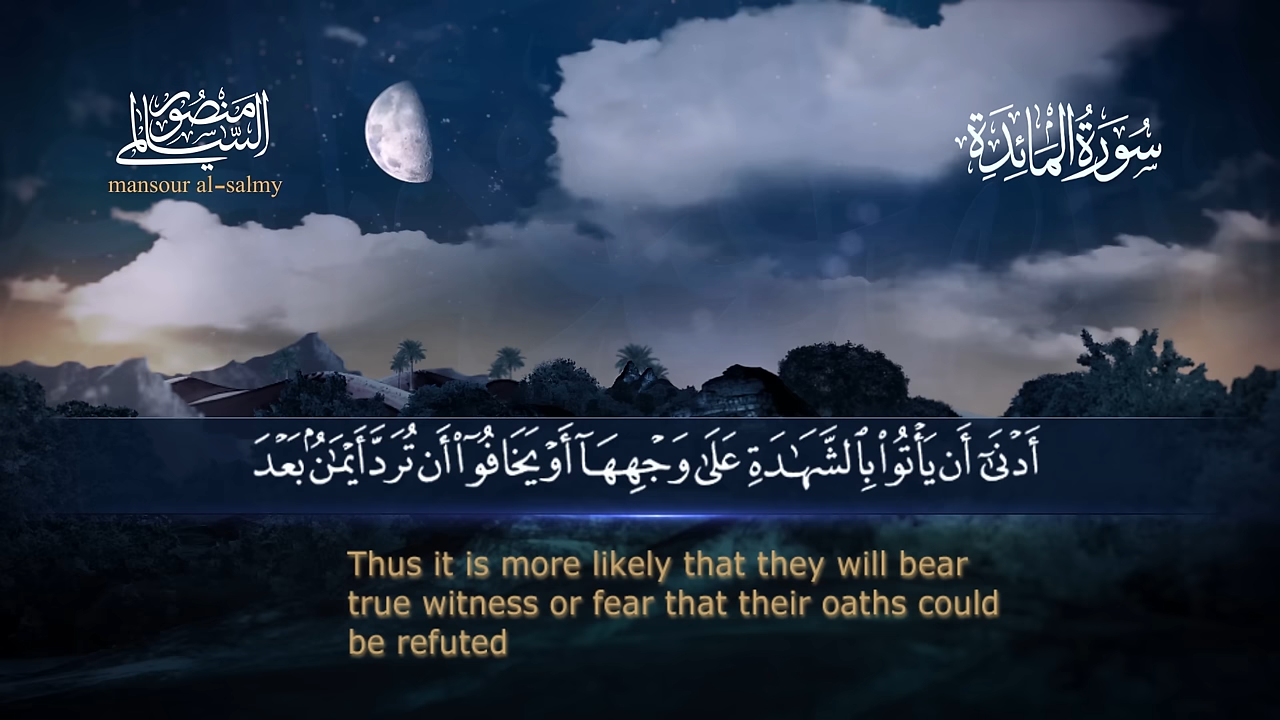 منصور السالمي
mansour al-salmy
سُورَةُ المَائِدَة
أَدْنَىٰٓ أَن يَأْتُوا۟ بِٱلشَّهَٰدَةِ عَلَىٰ وَجْهِهَآ أَوْ يَخَافُوٓا۟ أَن تُرَدَّ أَيْمَٰنٌۢ بَعْدَ
Thus it is more likely that they will bear
true witness or fear that their oaths could
be refuted